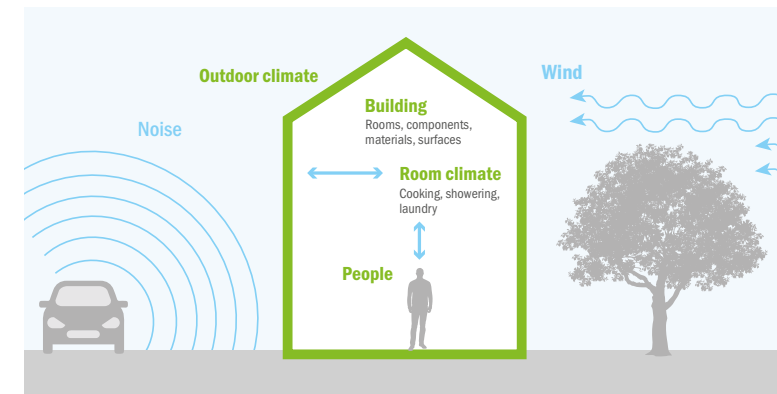 Outdoor climate
Wind
Building
Rooms, components,
materials, surfaces
Noise
Room climate
Cooking, showering,
laundry
People